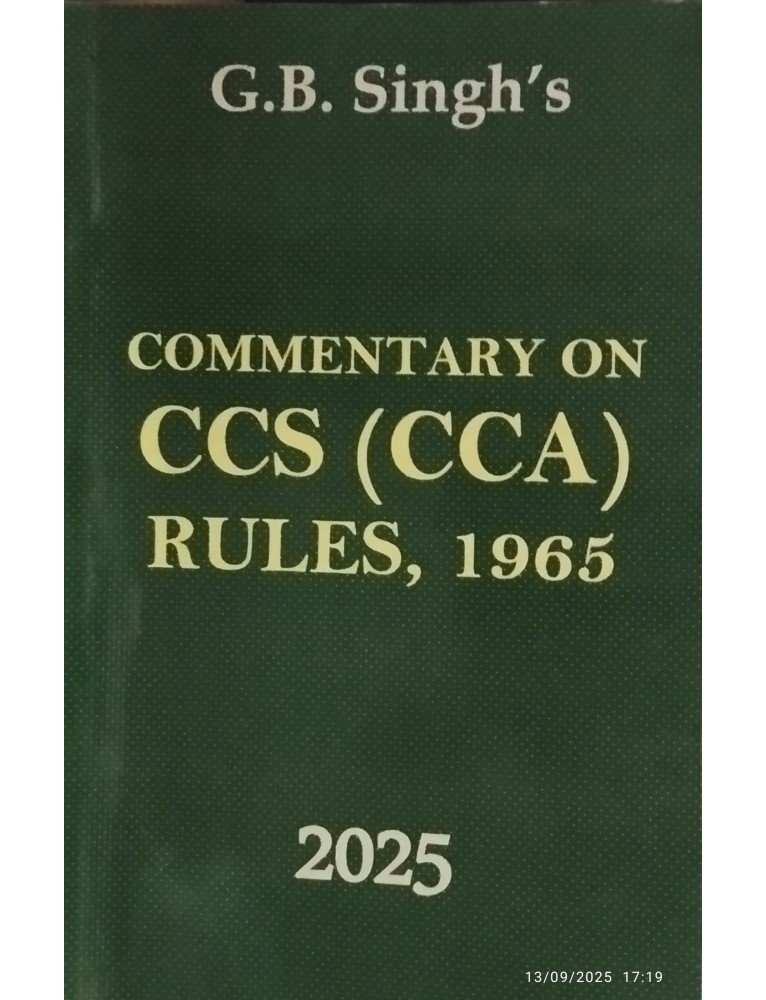 G.B. Singh's
COMMENTARY ON
CCS (CCA)
RULES, 1965
2025
13/09/2025 17:19